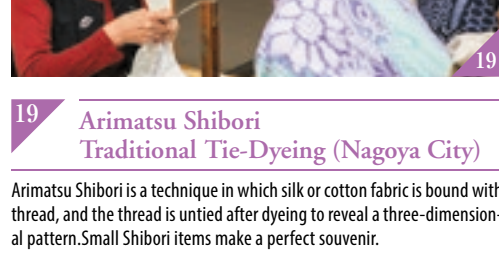 19
19
Arimatsu Shibori
Traditional Tie-Dyeing (Nagoya City)
Arimatsu Shibori is a technique in which silk or cotton fabric is bound with
thread, and the thread is untied after dyeing to reveal a three-dimension-
al pattern.Small Shibori items make a perfect souvenir.